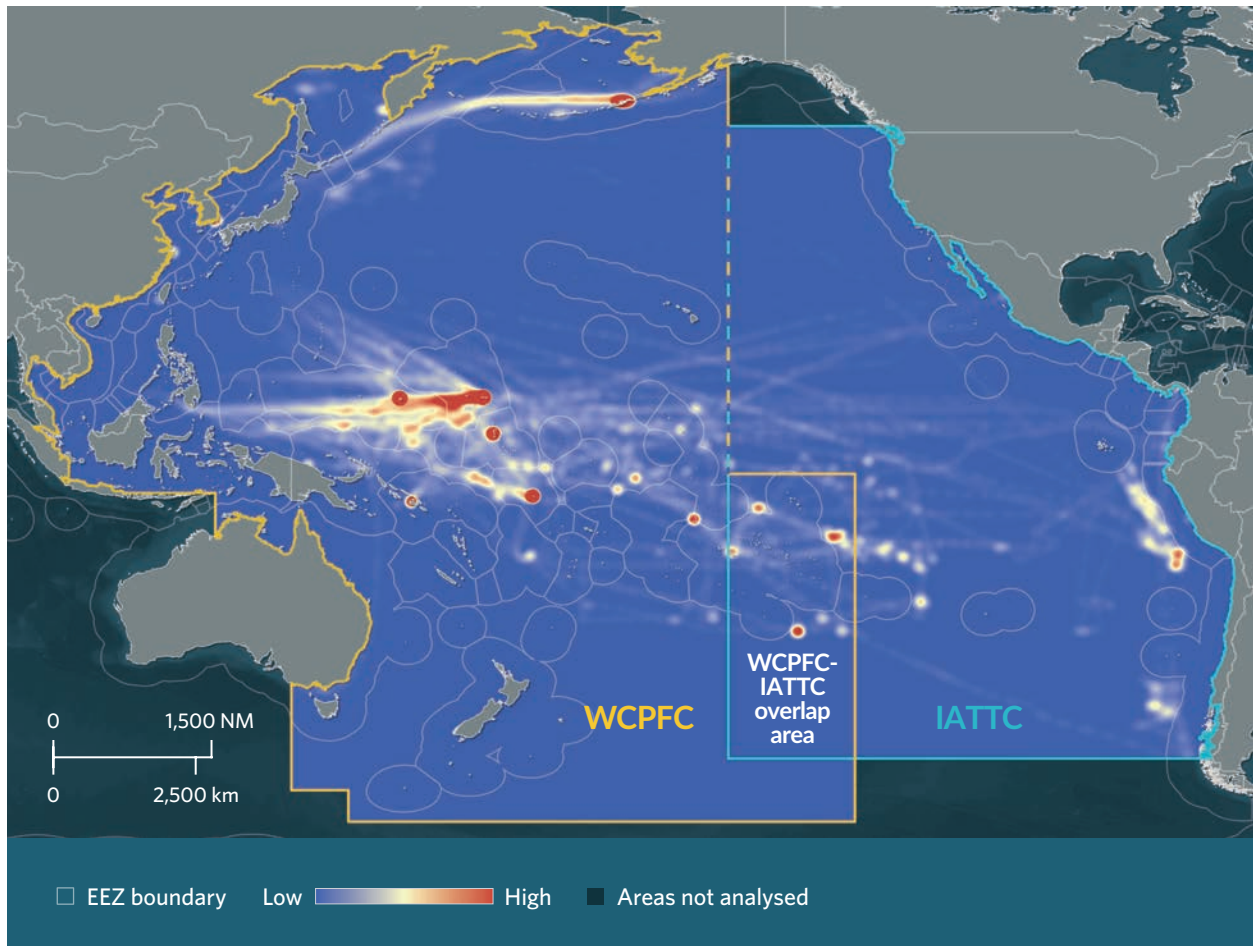 WCPFC
WCPFC-
IATTC
overlap
area
IATTC
0 1,500 NM
0 2,500 km
EEZ boundary Low High Areas not analysed